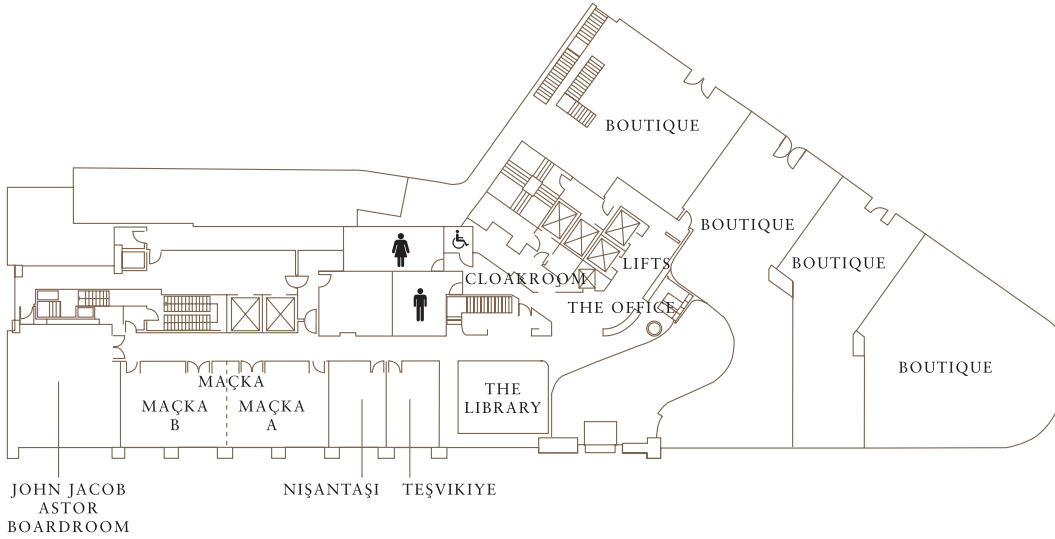 BOUTIQUE
BOUTIQUE
BOUTIQUE
BOUTIQUE
LIFTS
CLOAKROOM
THE OFFICE
MAÇKA
MAÇKA
B
MAÇKA
A
THE
LIBRARY
JOHN JACOB
ASTOR
BOARDROOM
NIŞANTAŞI
TEŞVIKIYE